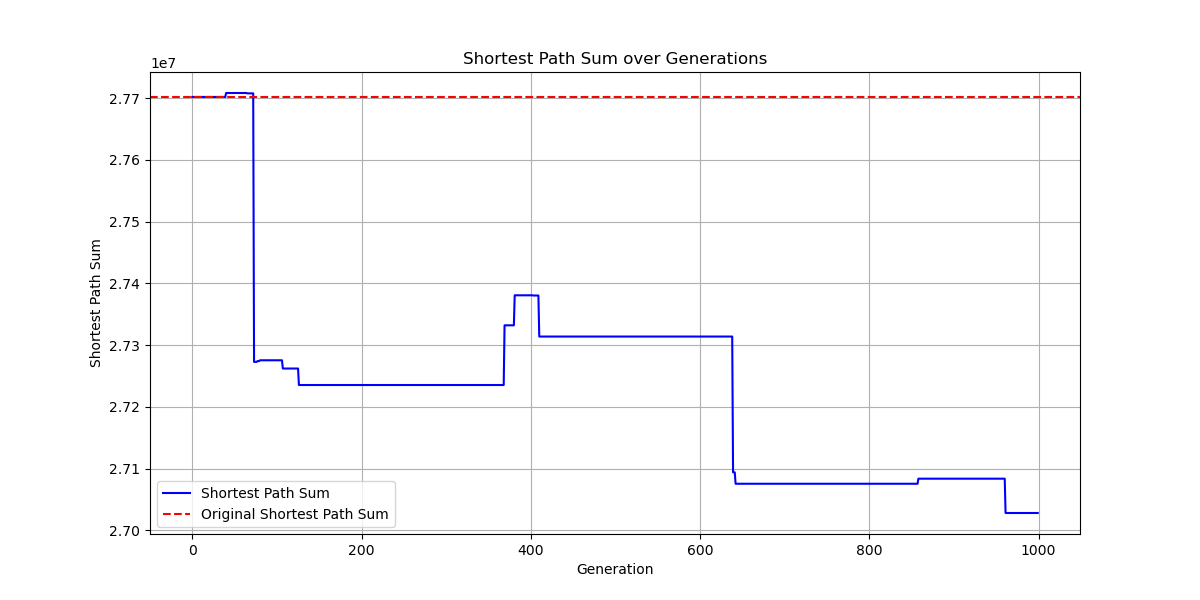 Shortest Path Sum over Generations
1e7
2.77
2.76
2.75
2.74
2.73
2.72
2.71
2.70
Shortest Path Sum
Shortest Path Sum
Original Shortest Path Sum
0 200 400 600 800 1000
Generation